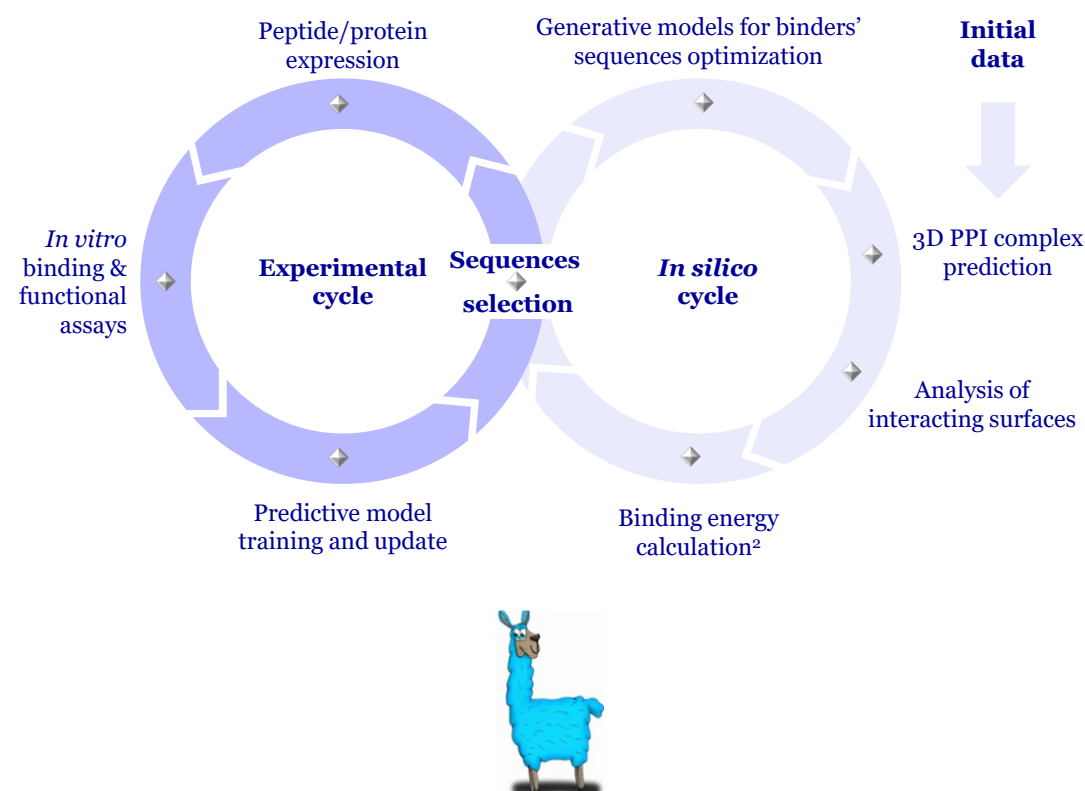 Peptide/protein
expression
Generative models for binders’
sequences optimization
Initial
data
In vitro
binding &
functional
assays
Experimental
cycle
Sequences
selection
In silico
cycle
3D PPI complex
prediction
Analysis of
interacting surfaces
Predictive model
training and update
Binding energy
calculation²